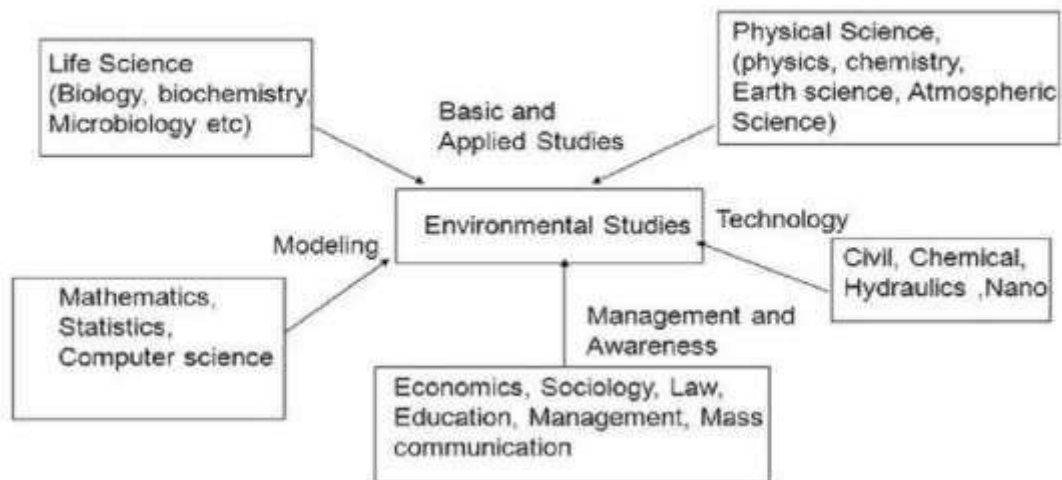 Life Science
(Biology, biochemistry,
Microbiology etc)
Basic and
Applied Studies
Physical Science,
(physics, chemistry,
Earth science, Atmospheric
Science)
Environmental Studies
Technology
Modeling
Civil, Chemical,
Hydraulics ,Nano
Mathematics,
Statistics,
Computer science
Management and
Awareness
Economics, Sociology, Law,
Education, Management, Mass
communication